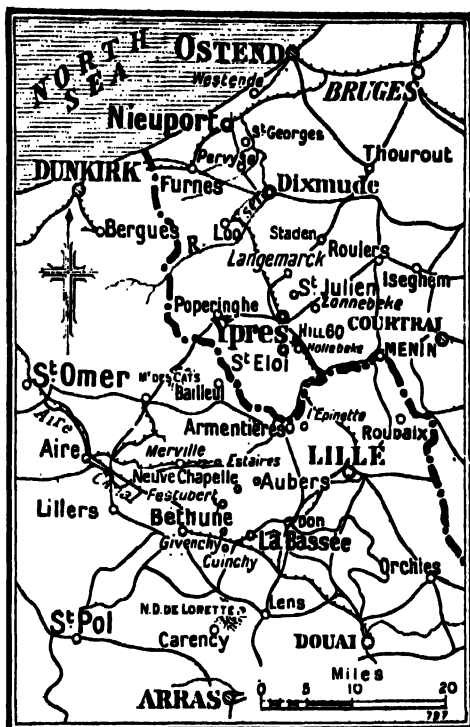 NORTH
SEA
OSTEND
Westende
BRUGES
Nieuport
St Georges
Pervyse
Thourout
DUNKIRK
Furnes
Dixmude
Bergues
Loo
Yser
R.
Staden
Roulers
Langemarck
Iseghem
St Julien
Zonnebeke
Poperinghe
Ypres
HILL 60
COURTRAI
Hollebeke
MENIN
St Eloi
St Omer
Mt DES CATS
Bailleul
Aire
l'Epinette
Armentières
Roubaix
Aire
Merville
Estaires
LILLE
Neuve Chapelle
Aubers
Festubert
Lillers
Bethune
Don
La Bassée
Givenchy
Cuinchy
Orchies
N.D. DE LORETTE
Lens
St Pol
Carency
DOUAI
Miles
ARRAS
0 5 10 20